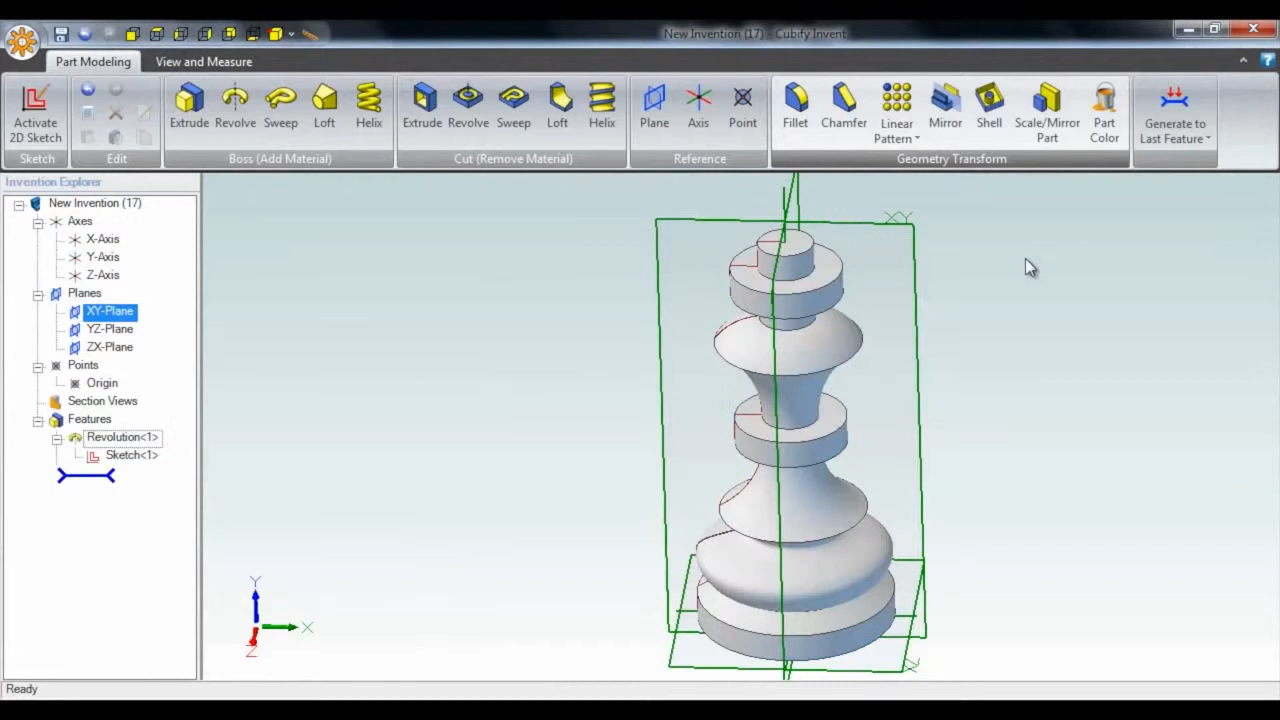 New Invention (17) - Cubify Invent
Part Modeling View and Measure
Activate 2D Sketch
Extrude Revolve Sweep Loft Helix
Extrude Revolve Sweep Loft Helix
Plane Axis Point
Fillet Chamfer Linear Pattern Mirror Shell Scale/Mirror Part Part Color
Generate to Last Feature
Sketch Edit Boss (Add Material) Cut (Remove Material) Reference Geometry Transform
Invention Explorer
New Invention (17)
Axes
X-Axis
Y-Axis
Z-Axis
Planes
XY-Plane
YZ-Plane
ZX-Plane
Points
Origin
Section Views
Features
Revolution<1>
Sketch<1>
XY
Y
X
Z
Ready